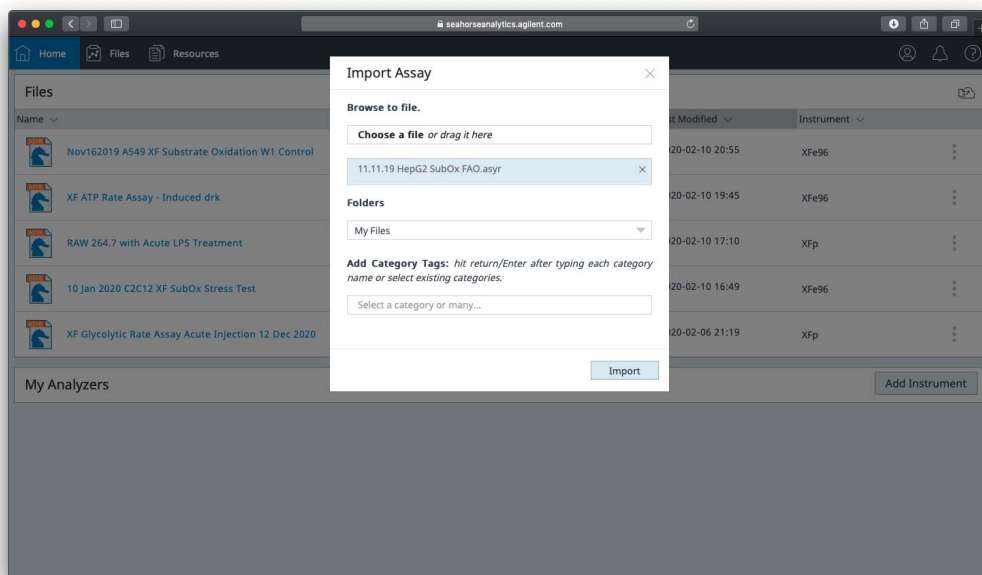 seahorseanalytics.agilent.com
Home Files Resources
Files
Name
st Modified
Instrument
Nov162019 A549 XF Substrate Oxidation W1 Control
20-02-10 20:55
XFe96
XF ATP Rate Assay - Induced drk
20-02-10 19:45
XFe96
RAW 264.7 with Acute LPS Treatment
20-02-10 17:10
XFp
10 Jan 2020 C2C12 XF SubOx Stress Test
20-02-10 16:49
XFe96
XF Glycolytic Rate Assay Acute Injection 12 Dec 2020
20-02-06 21:19
XFp
My Analyzers
Add Instrument
Import Assay
Browse to file.
Choose a file or drag it here
11.11.19 HepG2 SubOx FAO.asyr
Folders
My Files
Add Category Tags: hit return/Enter after typing each category
name or select existing categories.
Select a category or many...
Import